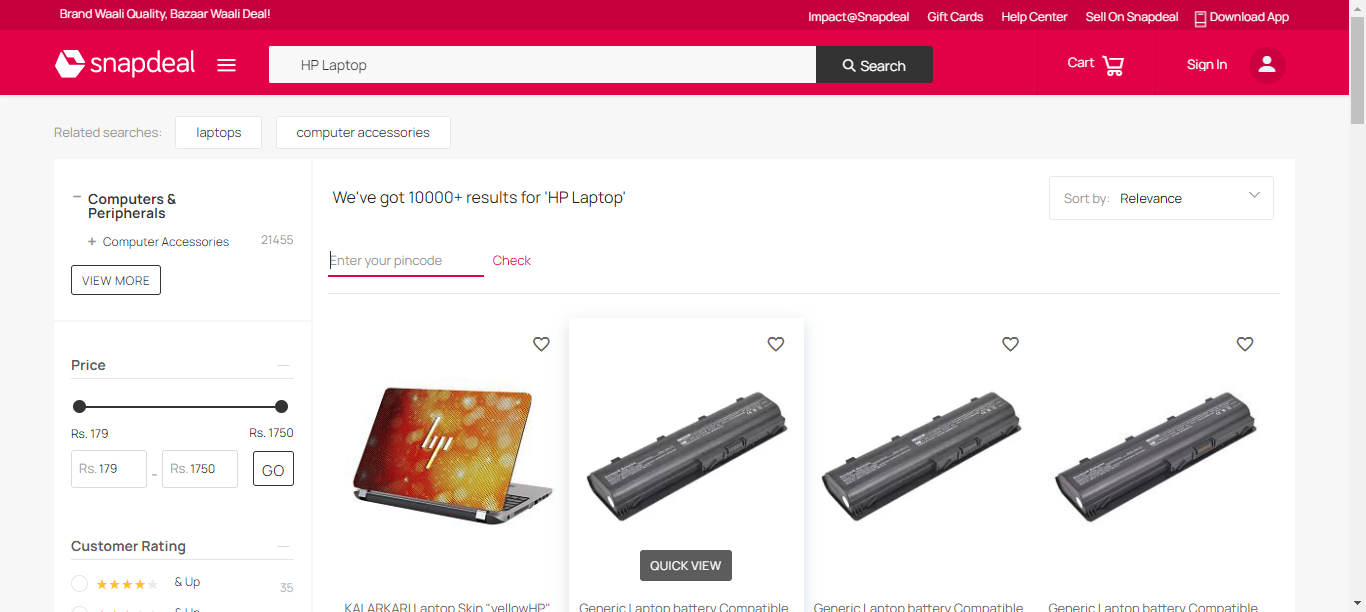 Brand Waali Quality, Bazaar Waali Deal!
Impact@Snapdeal Gift Cards Help Center Sell On Snapdeal Download App
snapdeal
HP Laptop
Search
Cart
Sign In
Related searches:
laptops
computer accessories
Computers &
Peripherals
Computer Accessories 21455
VIEW MORE
Price
Rs. 179 Rs. 1750
Rs. 179 - Rs. 1750 GO
Customer Rating
& Up 35
We've got 10000+ results for 'HP Laptop'
Sort by: Relevance
Enter your pincode Check
hp
QUICK VIEW
KALARKARI Laptop Skin "yellowHP"
Generic Laptop battery Compatible
Generic Laptop battery Compatible
Generic Laptop battery Compatible